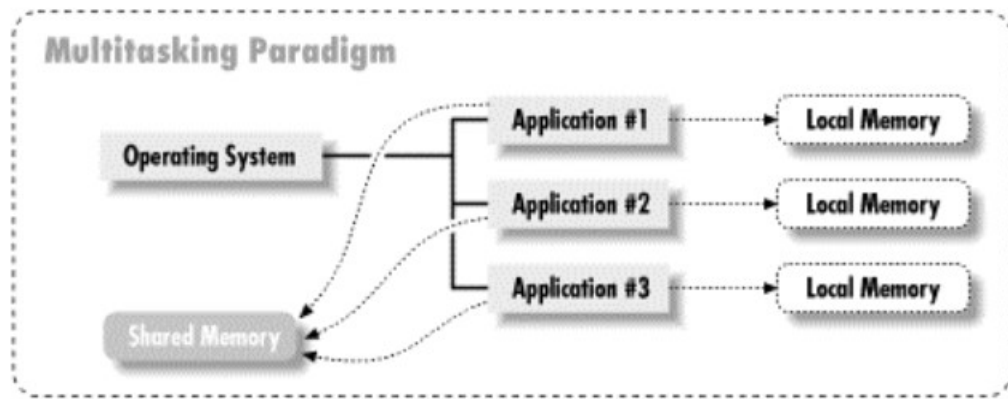 Multitasking Paradigm
Operating System
Application #1
Local Memory
Application #2
Local Memory
Application #3
Local Memory
Shared Memory